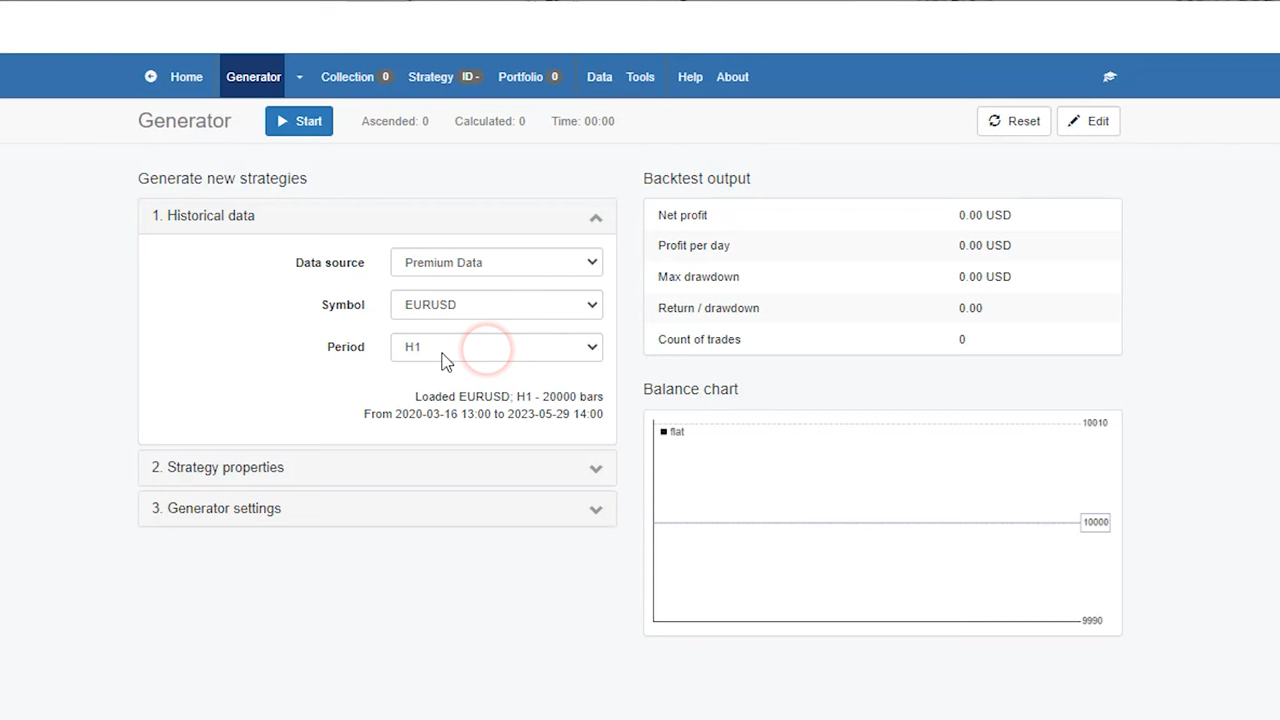 Home Generator Collection 0 Strategy ID - Portfolio 0 Data Tools Help About
Generator Start Ascended: 0 Calculated: 0 Time: 00:00 Reset Edit
Generate new strategies
1. Historical data
Data source Premium Data
Symbol EURUSD
Period H1
Loaded EURUSD; H1 - 20000 bars
From 2020-03-16 13:00 to 2023-05-29 14:00
2. Strategy properties
3. Generator settings
Backtest output
Net profit 0.00 USD
Profit per day 0.00 USD
Max drawdown 0.00 USD
Return / drawdown 0.00
Count of trades 0
Balance chart
flat
10010
10000
9990